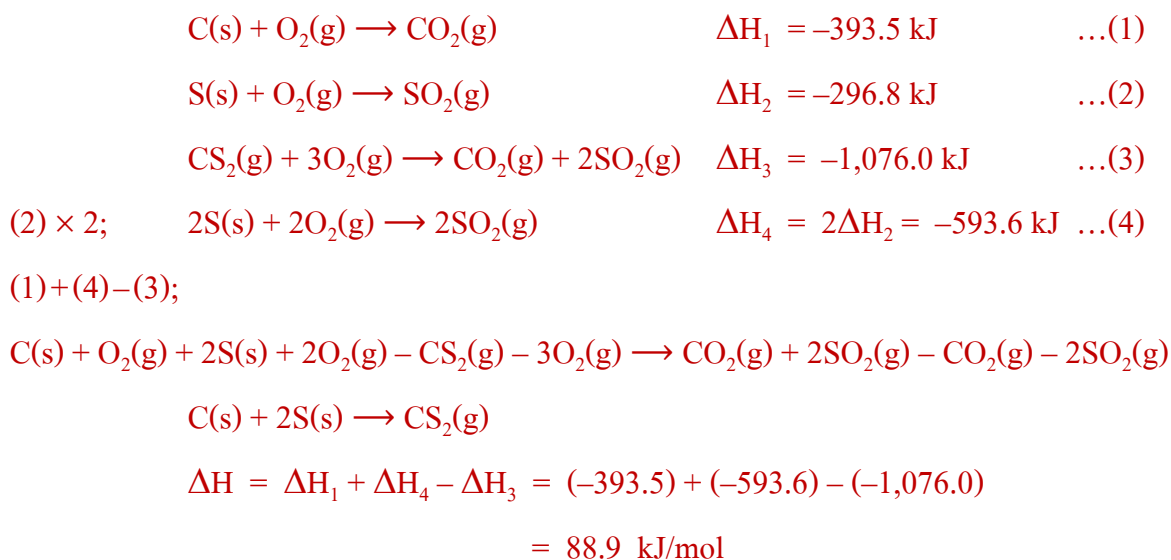 C(s) + O₂(g) ⟶ CO₂(g) ΔH₁ = –393.5 kJ …(1)
S(s) + O₂(g) ⟶ SO₂(g) ΔH₂ = –296.8 kJ …(2)
CS₂(g) + 3O₂(g) ⟶ CO₂(g) + 2SO₂(g) ΔH₃ = –1,076.0 kJ …(3)
(2) × 2; 2S(s) + 2O₂(g) ⟶ 2SO₂(g) ΔH₄ = 2ΔH₂ = –593.6 kJ …(4)
(1)+(4)–(3);
C(s) + O₂(g) + 2S(s) + 2O₂(g) – CS₂(g) – 3O₂(g) ⟶ CO₂(g) + 2SO₂(g) – CO₂(g) – 2SO₂(g)
C(s) + 2S(s) ⟶ CS₂(g)
ΔH = ΔH₁ + ΔH₄ – ΔH₃ = (–393.5) + (–593.6) – (–1,076.0)
= 88.9 kJ/mol